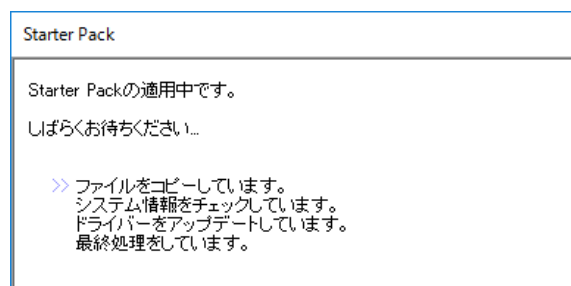 Starter Pack
Starter Packの適用中です。
しばらくお待ちください...
>> ファイルをコピーしています。
システム情報をチェックしています。
ドライバーをアップデートしています。
最終処理をしています。